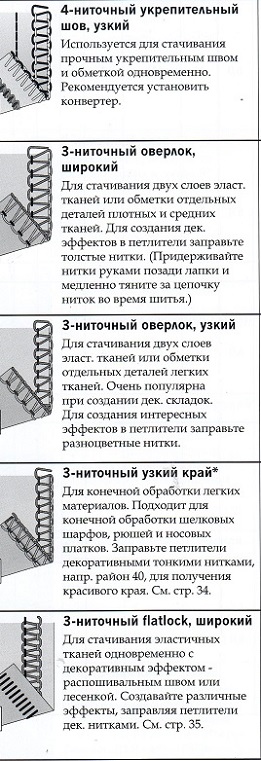 4-ниточный укрепительный
шов, узкий
Используется для стачивания
прочным укрепительным швом
и обметкой одновременно.
Рекомендуется установить
конвертер.
3-ниточный оверлок,
широкий
Для стачивания двух слоев эласт.
тканей или обметки отдельных
деталей плотных и средних
тканей. Для создания дек.
эффектов в петлители заправьте
толстые нитки. (Придерживайте
нитки руками позади лапки и
медленно тяните за цепочку
ниток во время шитья.)
3-ниточный оверлок, узкий
Для стачивания двух слоев
эласт. тканей или обметки
отдельных деталей легких
тканей. Очень популярна
при создании дек. складок.
Для создания интересных
эффектов в петлители заправьте
разноцветные нитки.
3-ниточный узкий край*
Для конечной обработки легких
материалов. Подходит для
конечной обработки шелковых
шарфов, рюшей и носовых
платков. Заправьте петлители
декоративными тонкими нитками,
напр. район 40, для получения
красивого края. См. стр. 34.
3-ниточный flatlock, широкий
Для стачивания эластичных
тканей одновременно с
декоративным эффектом -
распошивальным швом или
лесенкой. Создавайте различные
эффекты, заправляя петлители
дек. нитками. См. стр. 35.